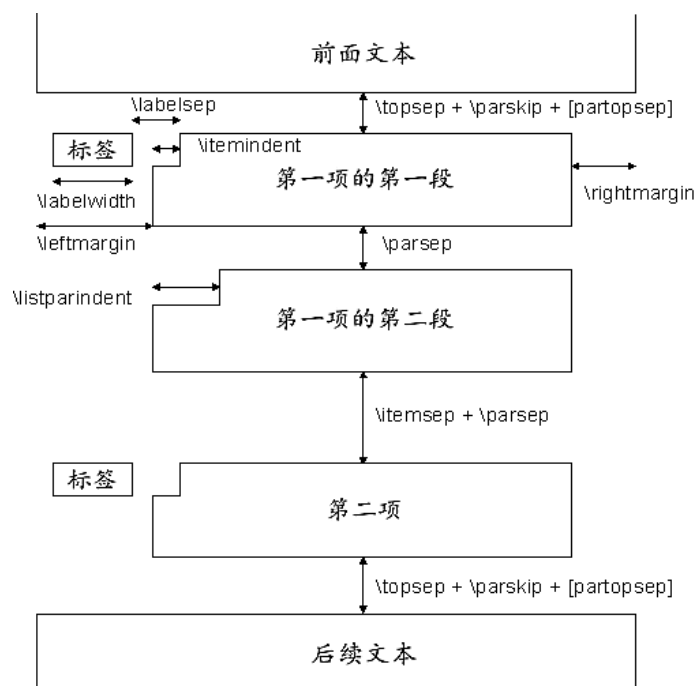 前面文本
\labelsep
\topsep + \parskip + [partopsep]
标签
\itemindent
第一项的第一段
\labelwidth
\rightmargin
\leftmargin
\parsep
\listparindent
第一项的第二段
\itemsep + \parsep
标签
第二项
\topsep + \parskip + [partopsep]
后续文本